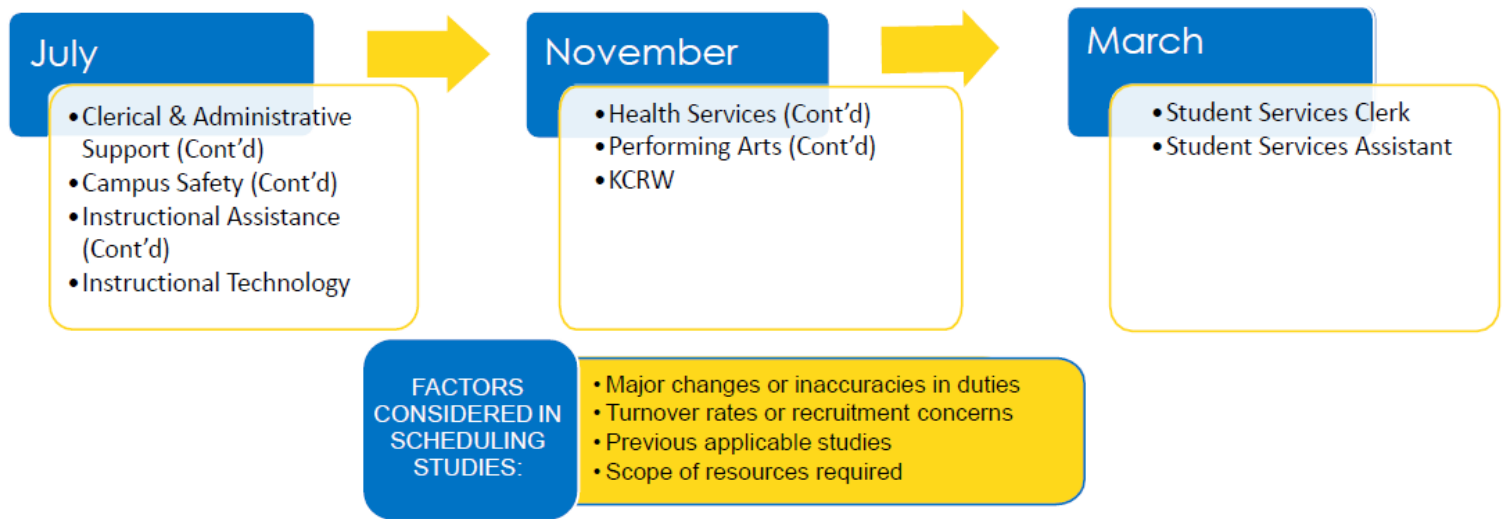 July
• Clerical & Administrative
Support (Cont’d)
• Campus Safety (Cont’d)
• Instructional Assistance
(Cont’d)
• Instructional Technology
November
• Health Services (Cont’d)
• Performing Arts (Cont’d)
• KCRW
March
• Student Services Clerk
• Student Services Assistant
FACTORS
CONSIDERED IN
SCHEDULING
STUDIES:
• Major changes or inaccuracies in duties
• Turnover rates or recruitment concerns
• Previous applicable studies
• Scope of resources required